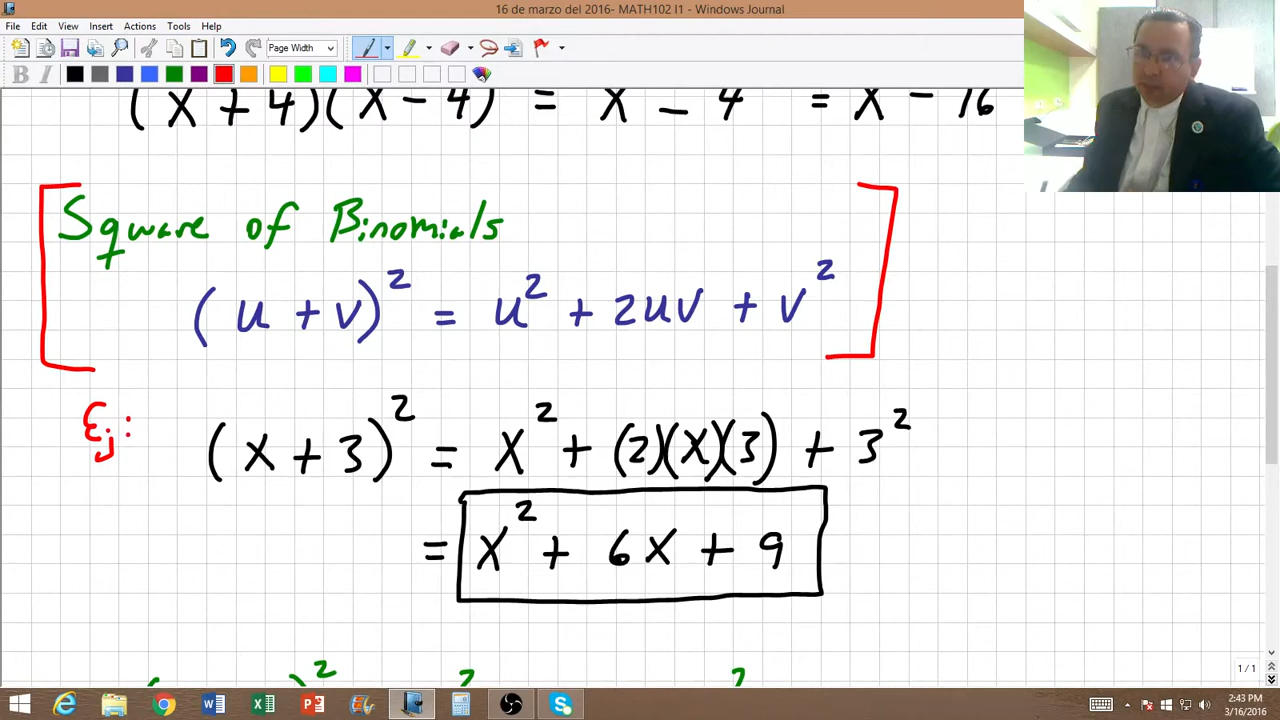 16 de marzo del 2016- MATH102 I1 - Windows Journal
File Edit View Insert Actions Tools Help
Page Width
B I
(x + 4)(x - 4) = x - 4 = x - 16
Square of Binomials
(u + v)² = u² + 2uv + v²
Ej: (x + 3)² = x² + (2)(x)(3) + 3²
= x² + 6x + 9
1 / 1
2:43 PM
3/16/2016